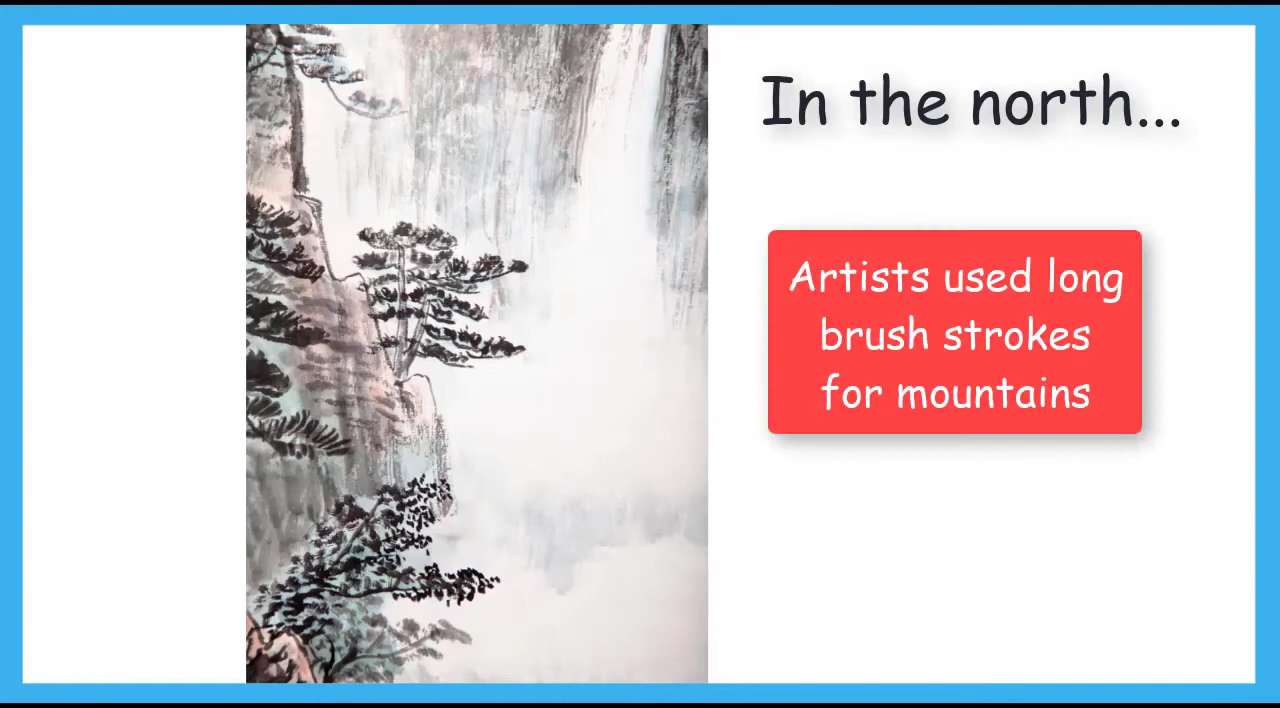 In the north...
Artists used long
brush strokes
for mountains